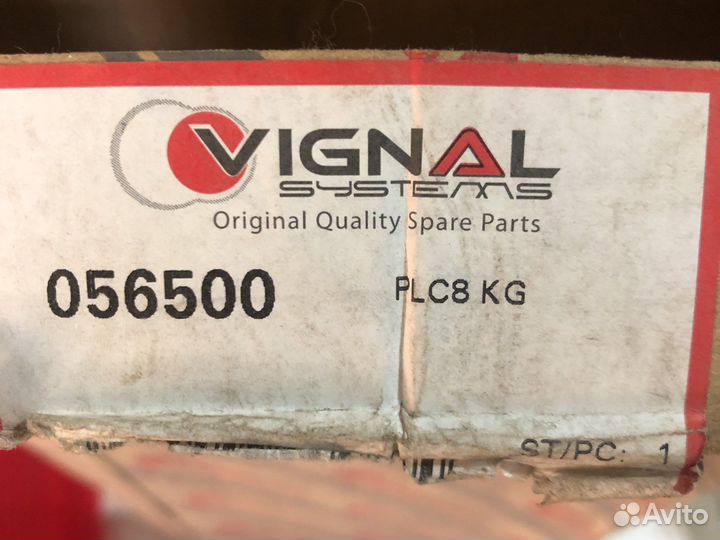 VIGNAL
SYSTEMS
Original Quality Spare Parts
056500 PLC8 KG
ST/PC: 1
Avito